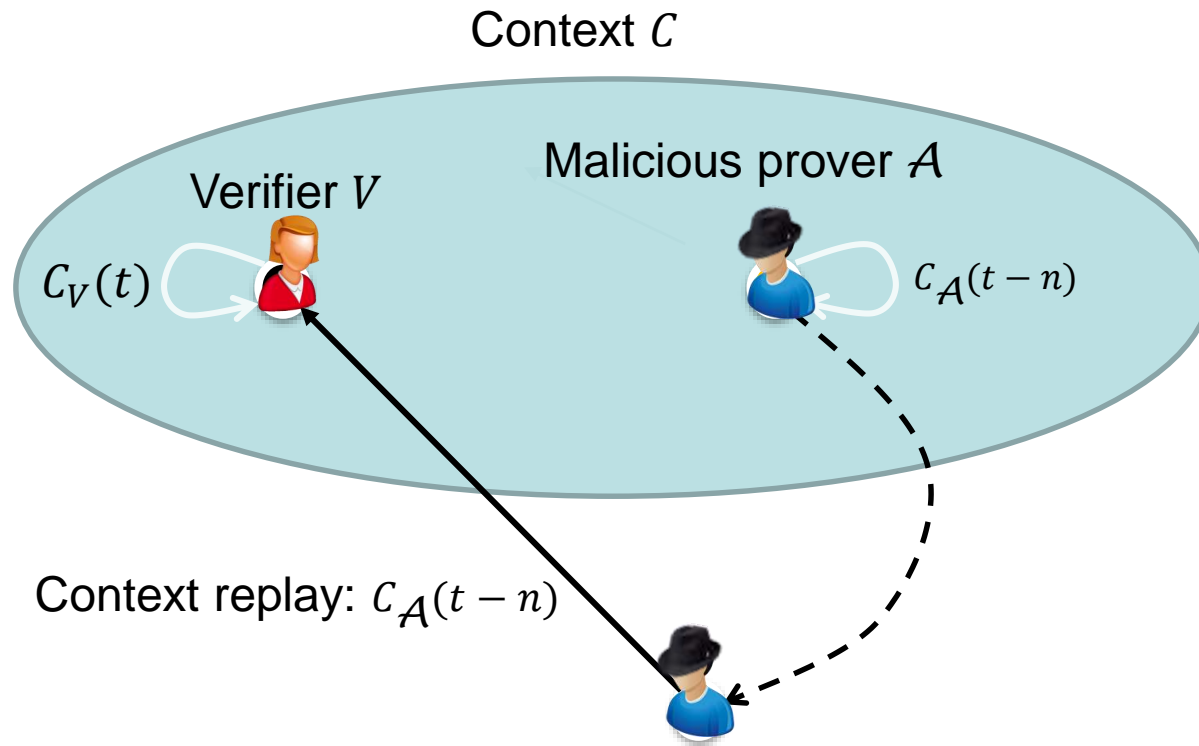 Context 𝐶
Malicious prover 𝒜
Verifier 𝑉
𝐶_𝑉(𝑡)
𝐶_𝒜(𝑡 − 𝑛)
Context replay: 𝐶_𝒜(𝑡 − 𝑛)